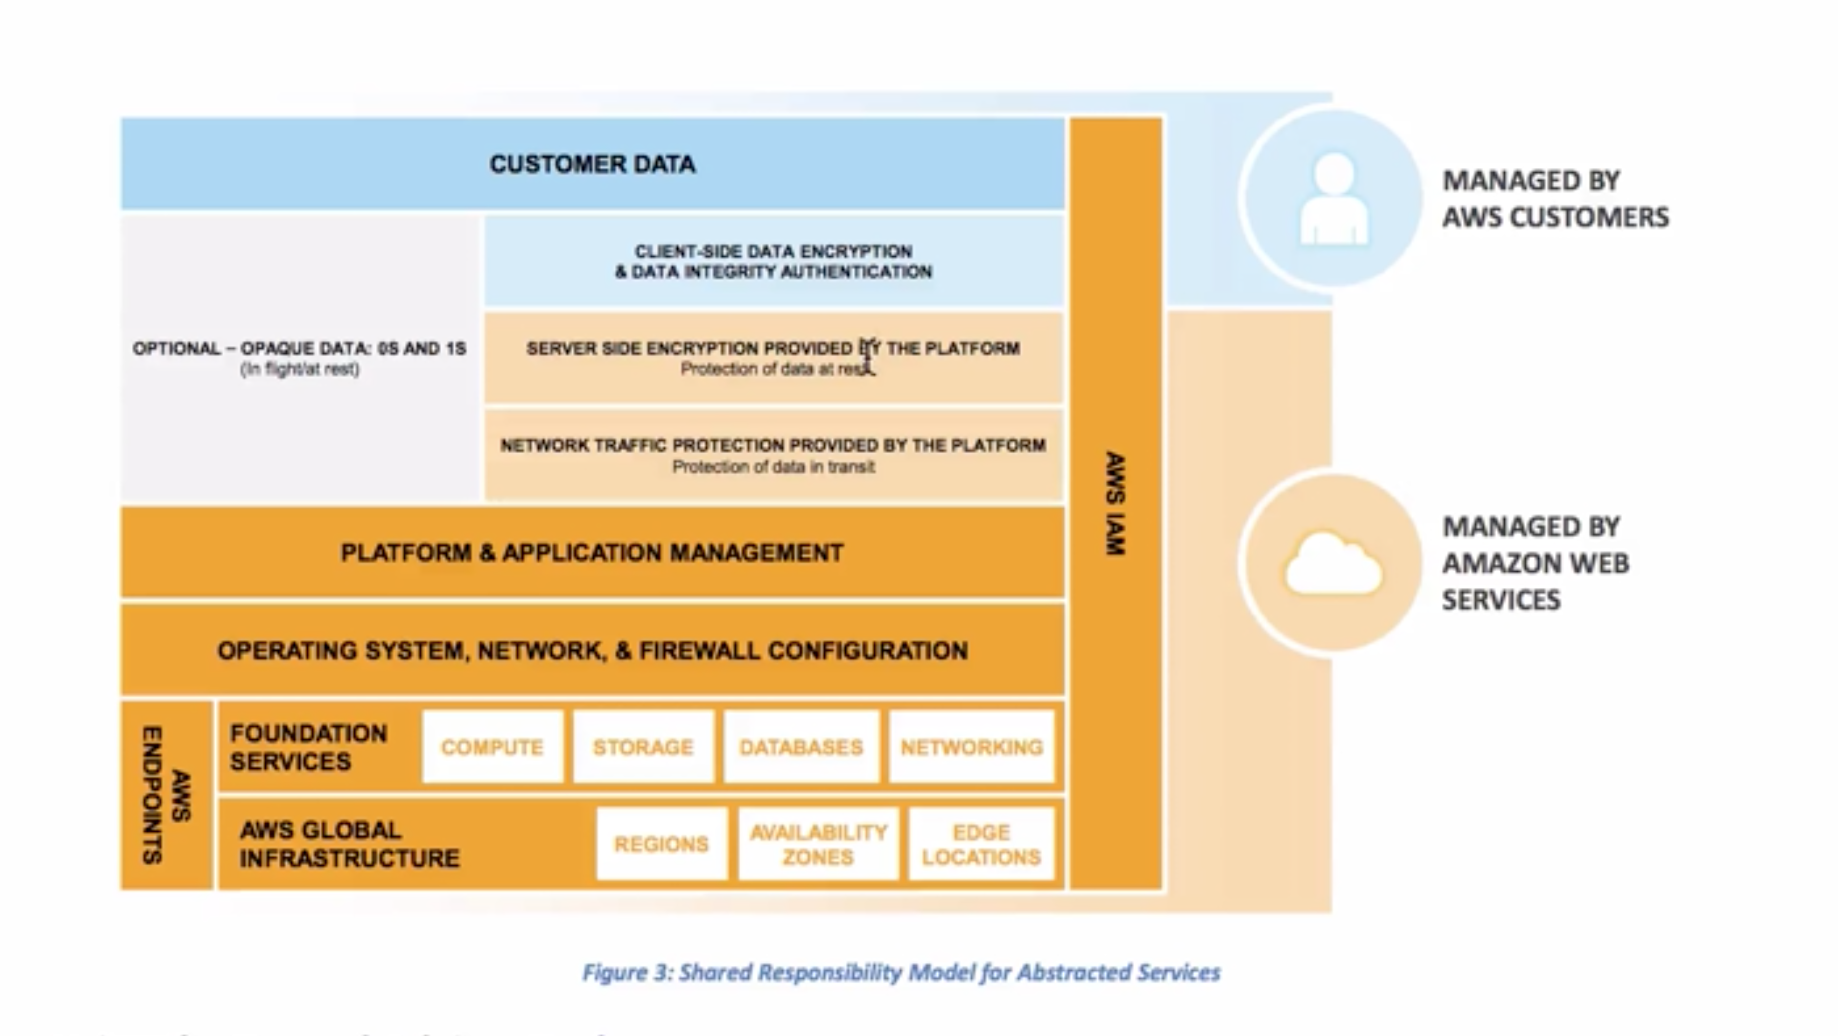 CUSTOMER DATA
CLIENT-SIDE DATA ENCRYPTION
& DATA INTEGRITY AUTHENTICATION
OPTIONAL – OPAQUE DATA: 0S AND 1S
(In flight/at rest)
SERVER SIDE ENCRYPTION PROVIDED BY THE PLATFORM
Protection of data at rest
NETWORK TRAFFIC PROTECTION PROVIDED BY THE PLATFORM
Protection of data in transit
PLATFORM & APPLICATION MANAGEMENT
OPERATING SYSTEM, NETWORK, & FIREWALL CONFIGURATION
AWS
ENDPOINTS
FOUNDATION
SERVICES
COMPUTE
STORAGE
DATABASES
NETWORKING
AWS GLOBAL
INFRASTRUCTURE
REGIONS
AVAILABILITY
ZONES
EDGE
LOCATIONS
AWS IAM
MANAGED BY
AWS CUSTOMERS
MANAGED BY
AMAZON WEB
SERVICES
Figure 3: Shared Responsibility Model for Abstracted Services